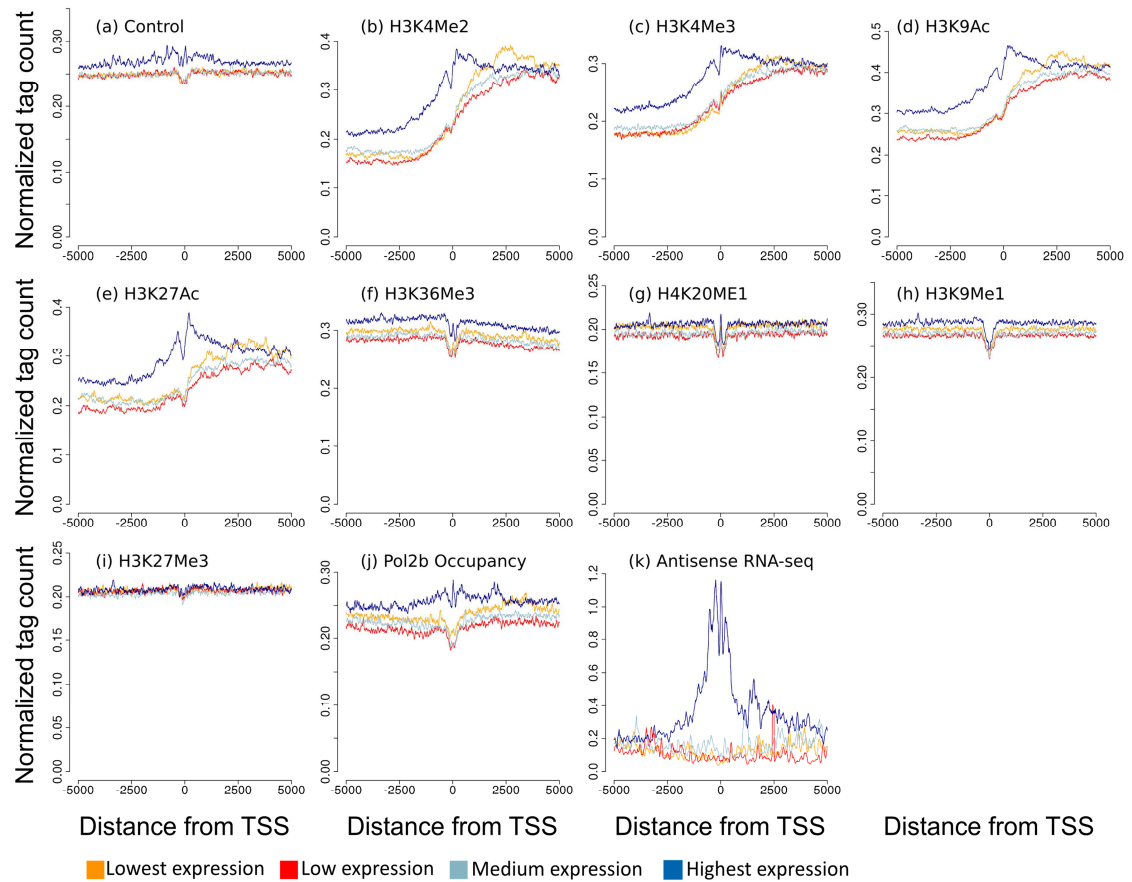 (a) Control
(b) H3K4Me2
(c) H3K4Me3
(d) H3K9Ac
Normalized tag count
0.00 0.10 0.20 0.30
-5000 -2500 0 2500 5000
0.0 0.1 0.2 0.3 0.4
-5000 -2500 0 2500 5000
0.0 0.1 0.2 0.3
-5000 -2500 0 2500 5000
0.0 0.1 0.2 0.3 0.4 0.5
-5000 -2500 0 2500 5000
(e) H3K27Ac
(f) H3K36Me3
(g) H4K20ME1
(h) H3K9Me1
Normalized tag count
0.0 0.1 0.2 0.3 0.4
-5000 -2500 0 2500 5000
0.0 0.1 0.2 0.3
-5000 -2500 0 2500 5000
0.00 0.05 0.10 0.15 0.20 0.25
-5000 -2500 0 2500 5000
0.00 0.10 0.20 0.30
-5000 -2500 0 2500 5000
(i) H3K27Me3
(j) Pol2b Occupancy
(k) Antisense RNA-seq
Normalized tag count
0.00 0.05 0.10 0.15 0.20 0.25
-5000 -2500 0 2500 5000
0.00 0.10 0.20 0.30
-5000 -2500 0 2500 5000
0.0 0.2 0.4 0.6 0.8 1.0 1.2
-5000 -2500 0 2500 5000
Distance from TSS
Distance from TSS
Distance from TSS
Distance from TSS
Lowest expression
Low expression
Medium expression
Highest expression